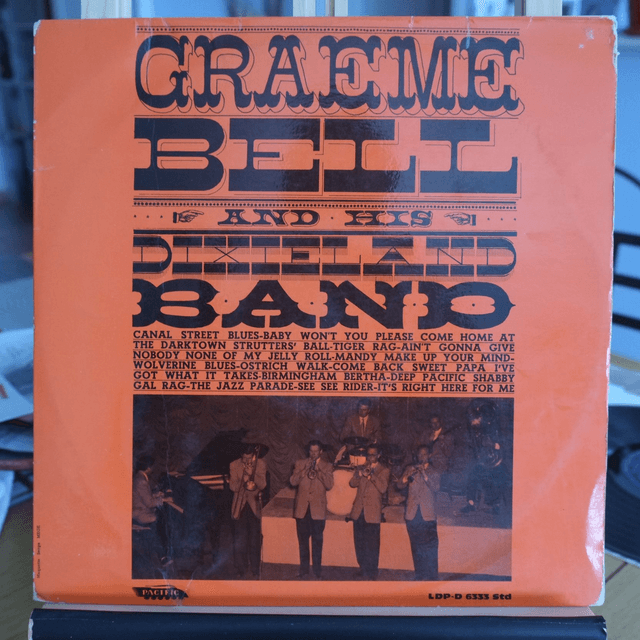 GRAEME
BELL
AND HIS
DIXIELAND
BAND
CANAL STREET BLUES-BABY WON'T YOU PLEASE COME HOME AT
THE DARKTOWN STRUTTERS' BALL-TIGER RAG-AIN'T GONNA GIVE
NOBODY NONE OF MY JELLY ROLL-MANDY MAKE UP YOUR MIND-
WOLVERINE BLUES-OSTRICH WALK-COME BACK SWEET PAPA I'VE
GOT WHAT IT TAKES-BIRMINGHAM BERTHA-DEEP PACIFIC SHABBY
GAL RAG-THE JAZZ PARADE-SEE SEE RIDER-IT'S RIGHT HERE FOR ME
PACIFIC
LDP-D 6333 Std